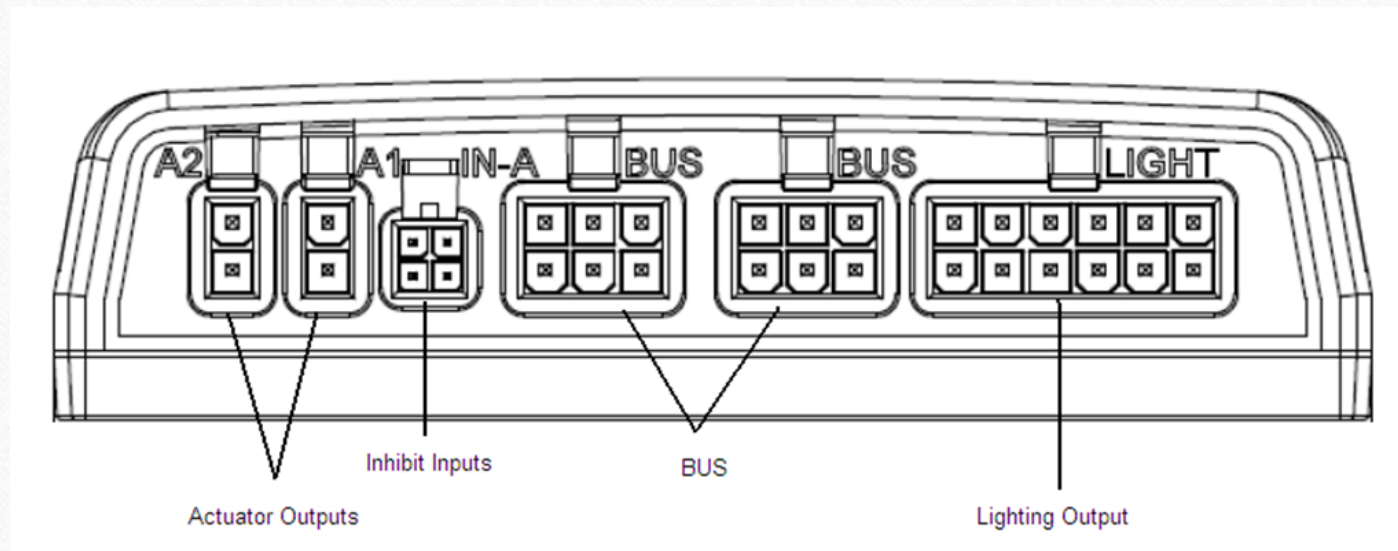 A2
A1
IN-A
BUS
BUS
LIGHT
Inhibit Inputs
BUS
Actuator Outputs
Lighting Output